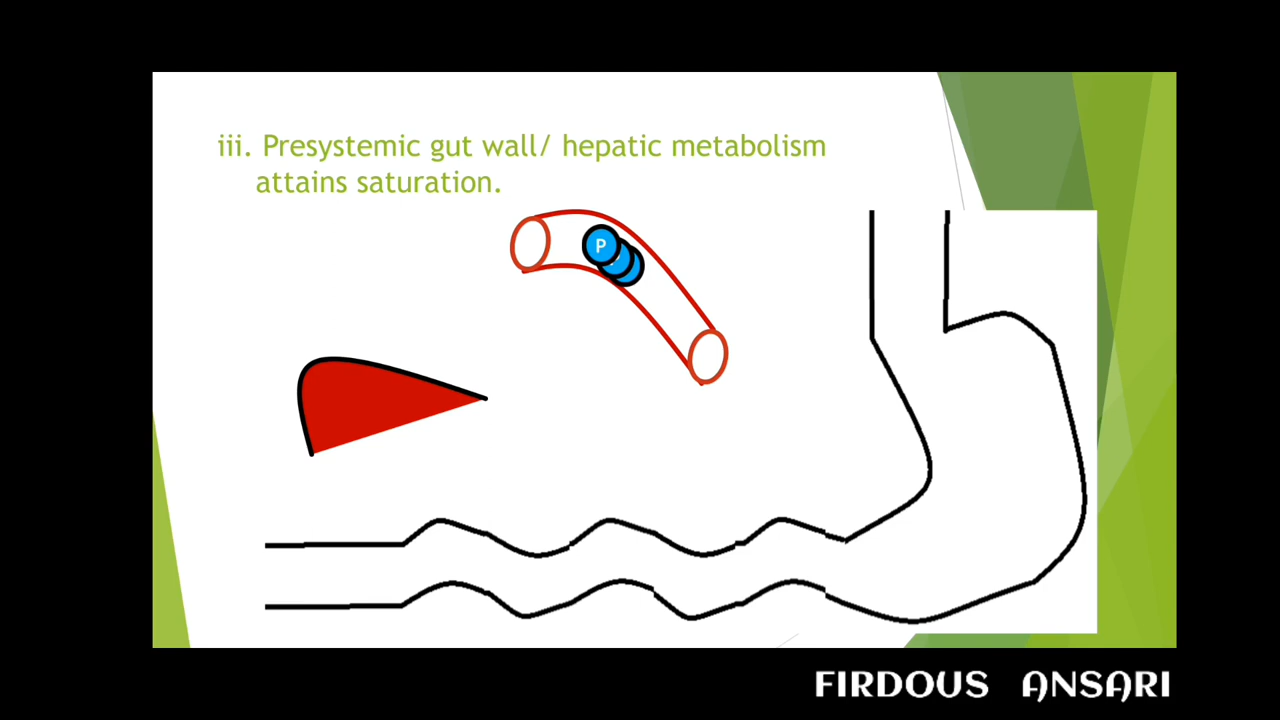 iii. Presystemic gut wall/ hepatic metabolism
attains saturation.
P
FIRDOUS ANSARI